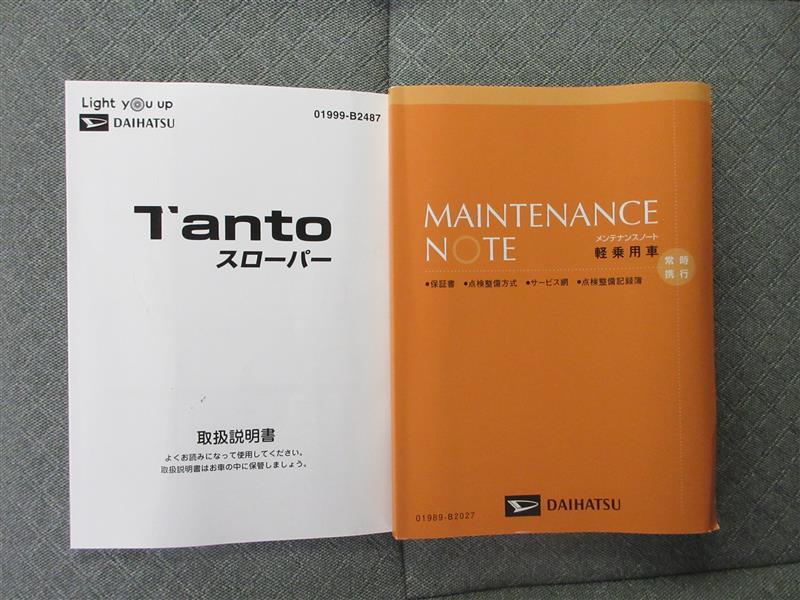 Light you up
DAIHATSU
01999-B2487
Tanto
スローパー
取扱説明書
よくお読みになって使用してください。
取扱説明書はお車の中に保管しましょう。
MAINTENANCE
NOTE
メンテナンスノート
軽乗用車
常時
携行
●保証書 ●点検整備方式 ●サービス網 ●点検整備記録簿
01989-B2027
DAIHATSU